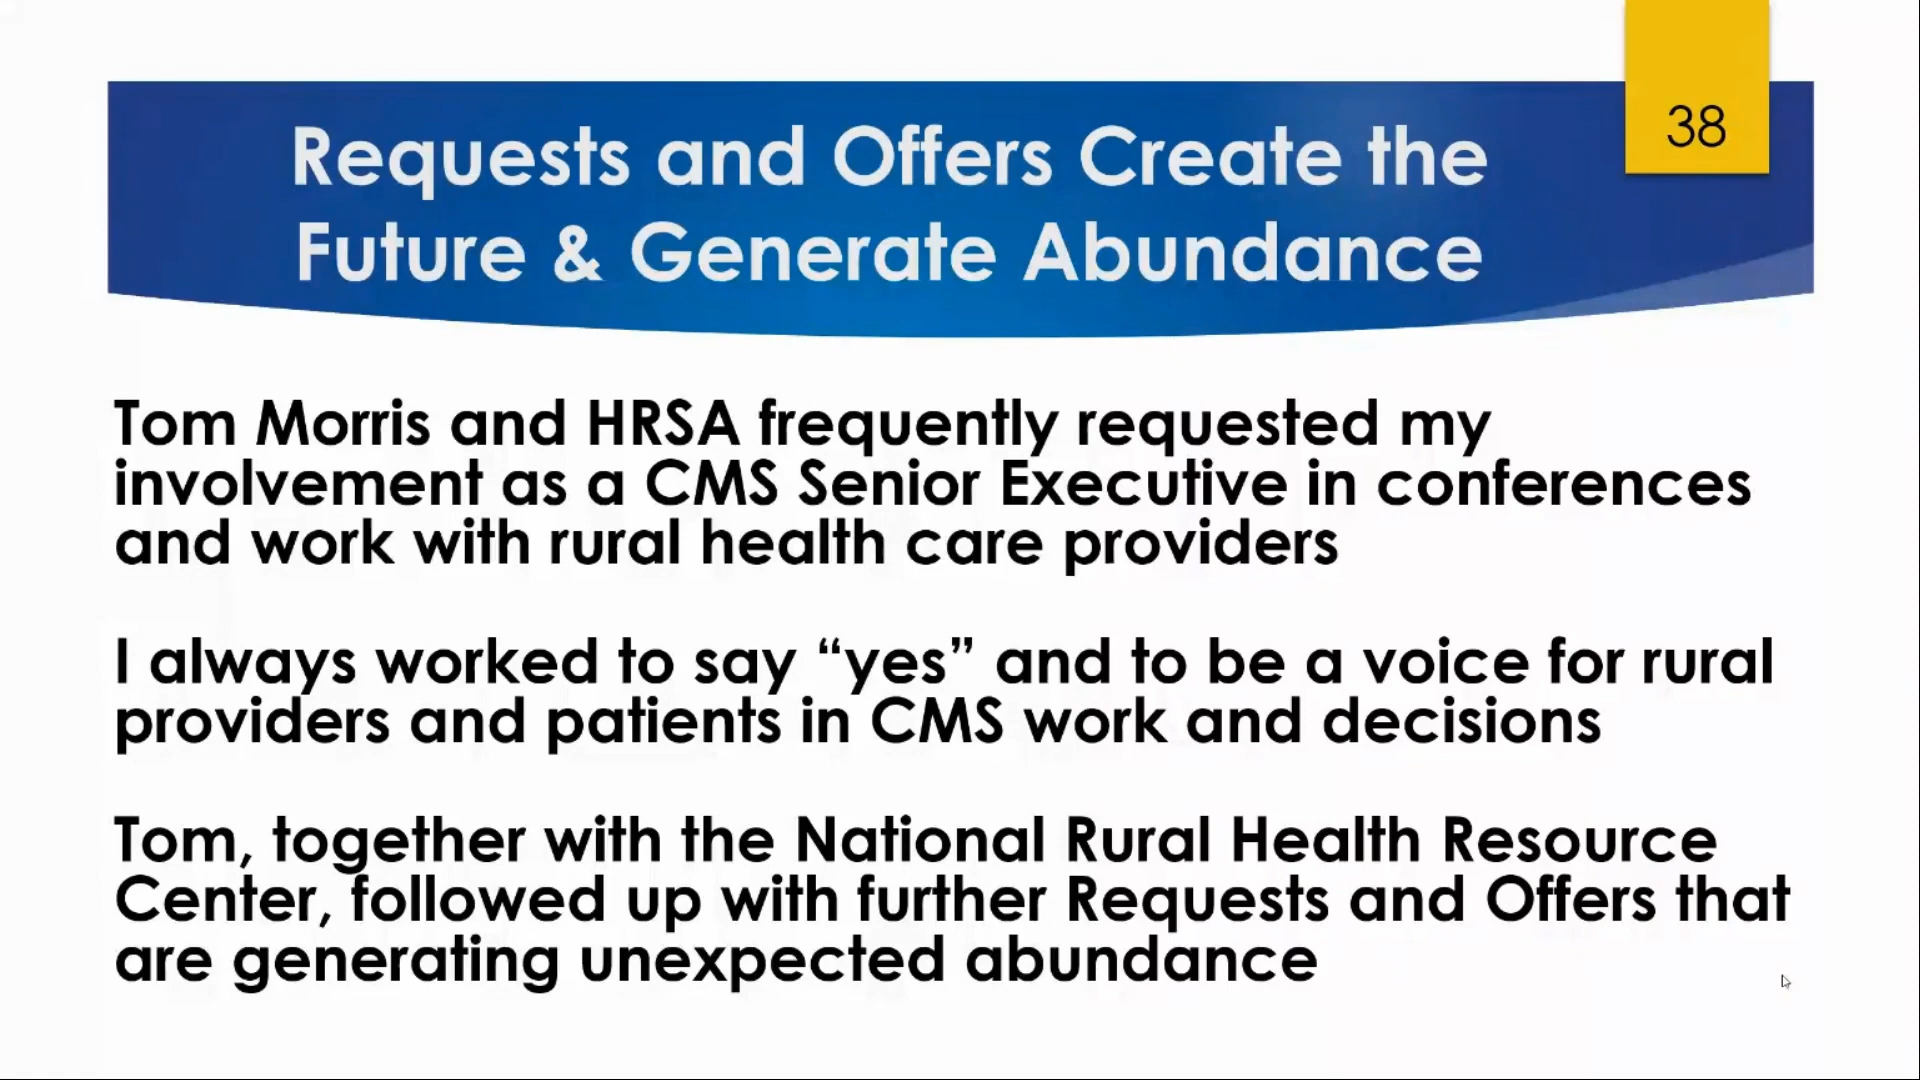 38
Requests and Offers Create the
Future & Generate Abundance
Tom Morris and HRSA frequently requested my
involvement as a CMS Senior Executive in conferences
and work with rural health care providers
I always worked to say “yes” and to be a voice for rural
providers and patients in CMS work and decisions
Tom, together with the National Rural Health Resource
Center, followed up with further Requests and Offers that
are generating unexpected abundance